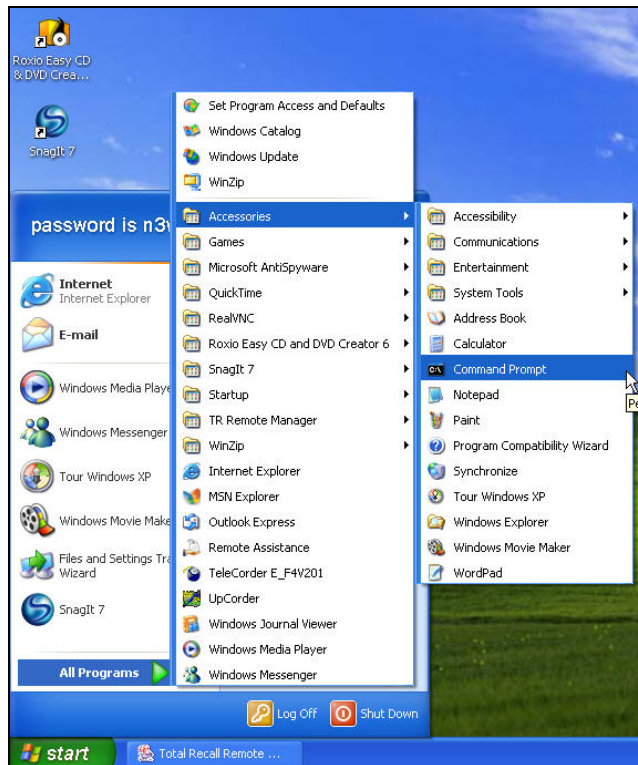 Roxio Easy CD
& DVD Crea...
SnagIt 7
password is
Internet
Internet Explorer
E-mail
Windows Media
Windows Messenger
Tour Windows XP
Windows Movie
Files and Settings
Wizard
SnagIt 7
All Programs
Set Program Access and Defaults
Windows Catalog
Windows Update
WinZip
Accessories
Games
Microsoft AntiSpyware
QuickTime
RealVNC
Roxio Easy CD and DVD Creator 6
SnagIt 7
Startup
TR Remote Manager
WinZip
Internet Explorer
MSN Explorer
Outlook Express
Remote Assistance
TeleCorder E_F4V201
UpCorder
Windows Journal Viewer
Windows Media Player
Windows Messenger
Accessibility
Communications
Entertainment
System Tools
Address Book
Calculator
C:\ Command Prompt
Notepad
Paint
Program Compatibility Wizard
Synchronize
Tour Windows XP
Windows Explorer
Windows Movie Maker
WordPad
Log Off
Shut Down
start
Total Recall Remote ...